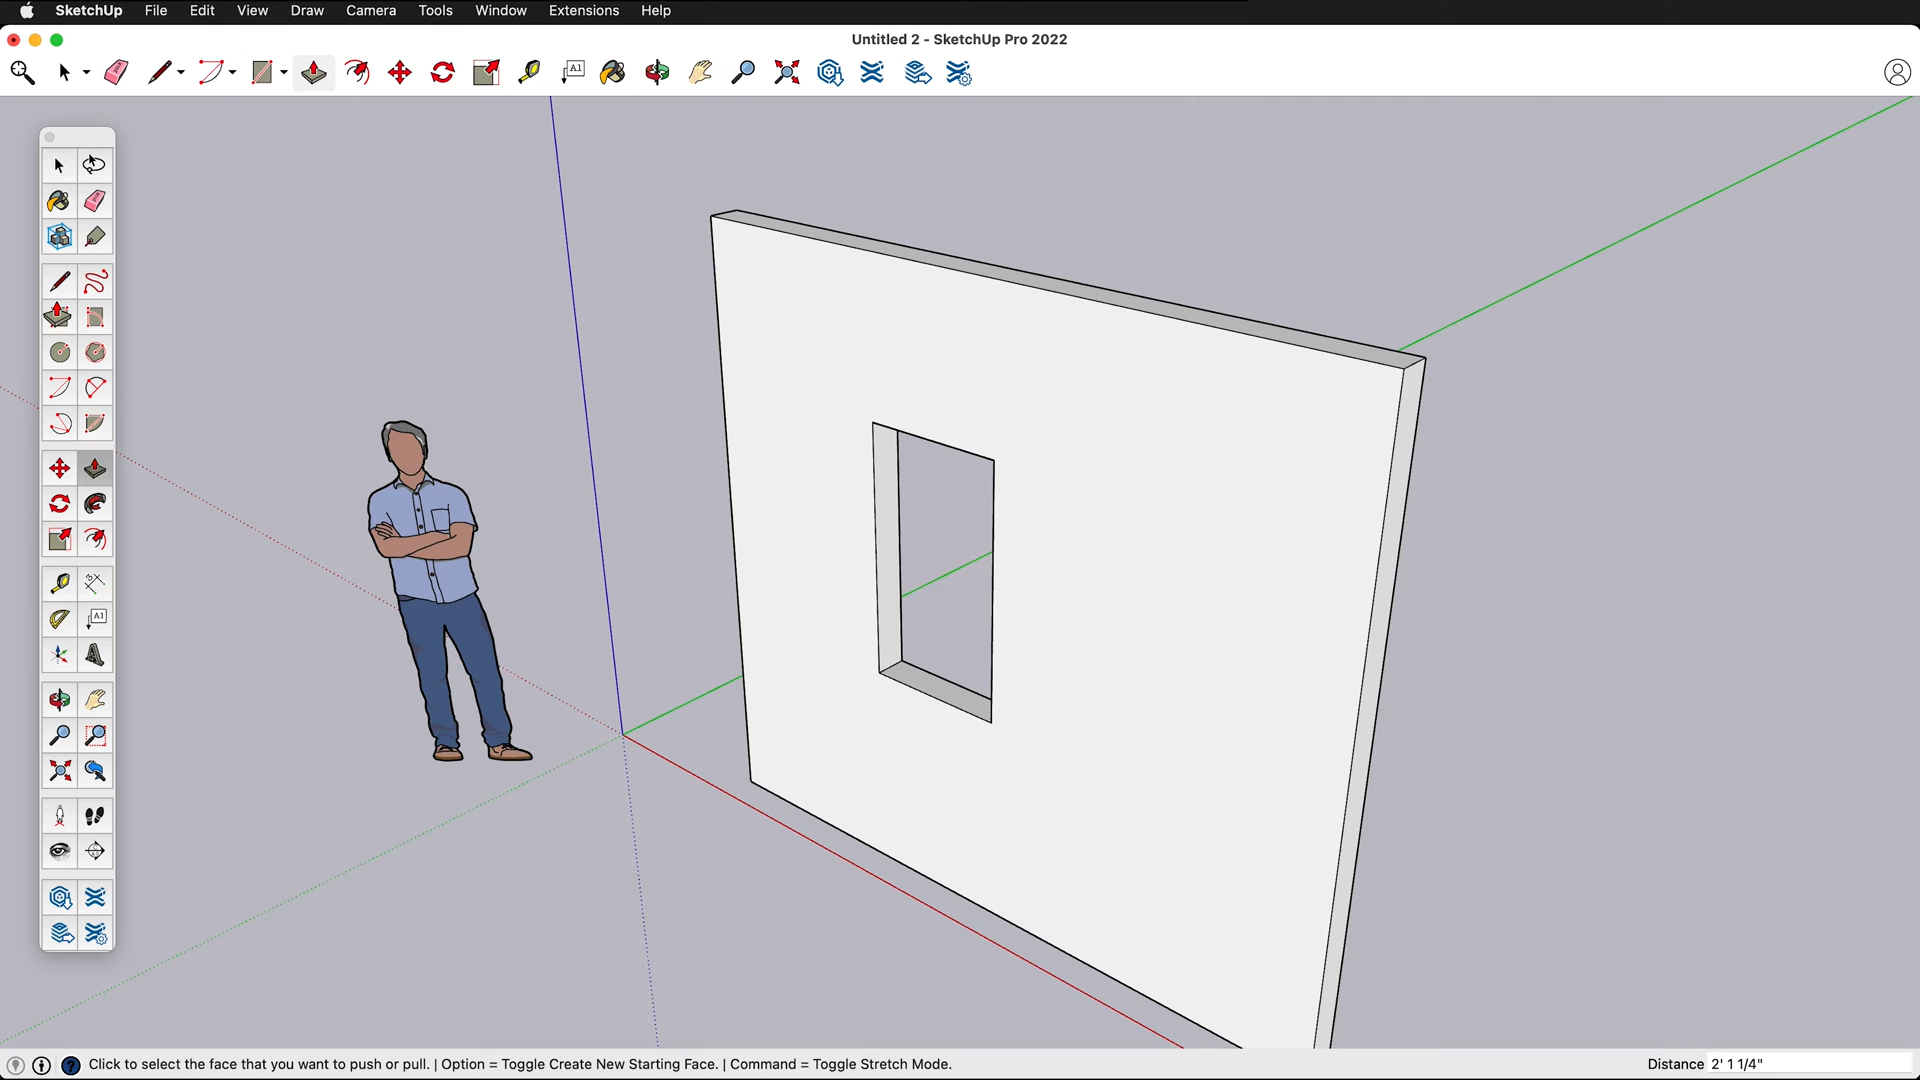 SketchUp File Edit View Draw Camera Tools Window Extensions Help
Untitled 2 - SketchUp Pro 2022
A1
A1
Click to select the face that you want to push or pull. | Option = Toggle Create New Starting Face. | Command = Toggle Stretch Mode.
Distance 2' 1 1/4"